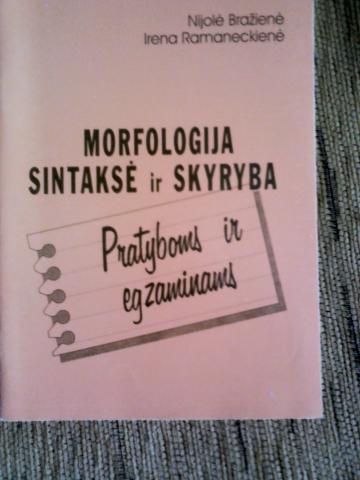 Nijolė Bražienė
Irena Ramaneckienė
MORFOLOGIJA
SINTAKSĖ ir SKYRYBA
Pratyboms ir
egzaminams